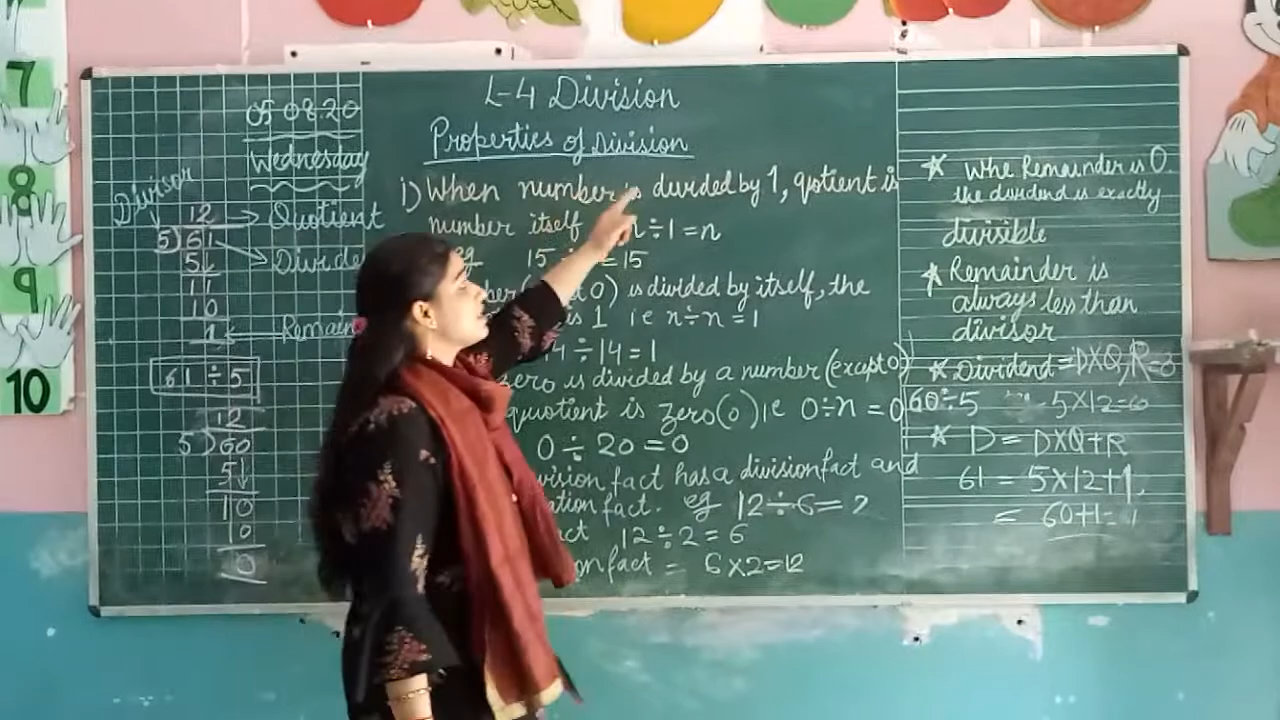 7
8
9
10
05.08.20
Wednesday
Divisor
12
Quotient
5)61
Divide
5↓
11
10
1
Remain
61 ÷ 5
12
5)60
5↓
10
10
0
L-4 Division
Properties of Division
i) When number is divided by 1, qotient is
number itself n÷1 = n
eg 15 ÷ = 15
0) is divided by itself, the
is 1 ie n÷n = 1
÷14 = 1
zero is divided by a number (except 0)
quotient is zero(0) ie 0÷n = 0
0 ÷ 20 = 0
fact has a division fact and
fact. eg 12÷6 = 2
12÷2 = 6
fact = 6×2=12
★ Whe Remainder is 0.
the dividend is exactly
divisible
★ Remainder is
always less than
divisor
★ Dividend = D×Q, R=0
60÷5 5×12=60
★ D = D×Q+R
61 = 5×12+1
= 60+1=